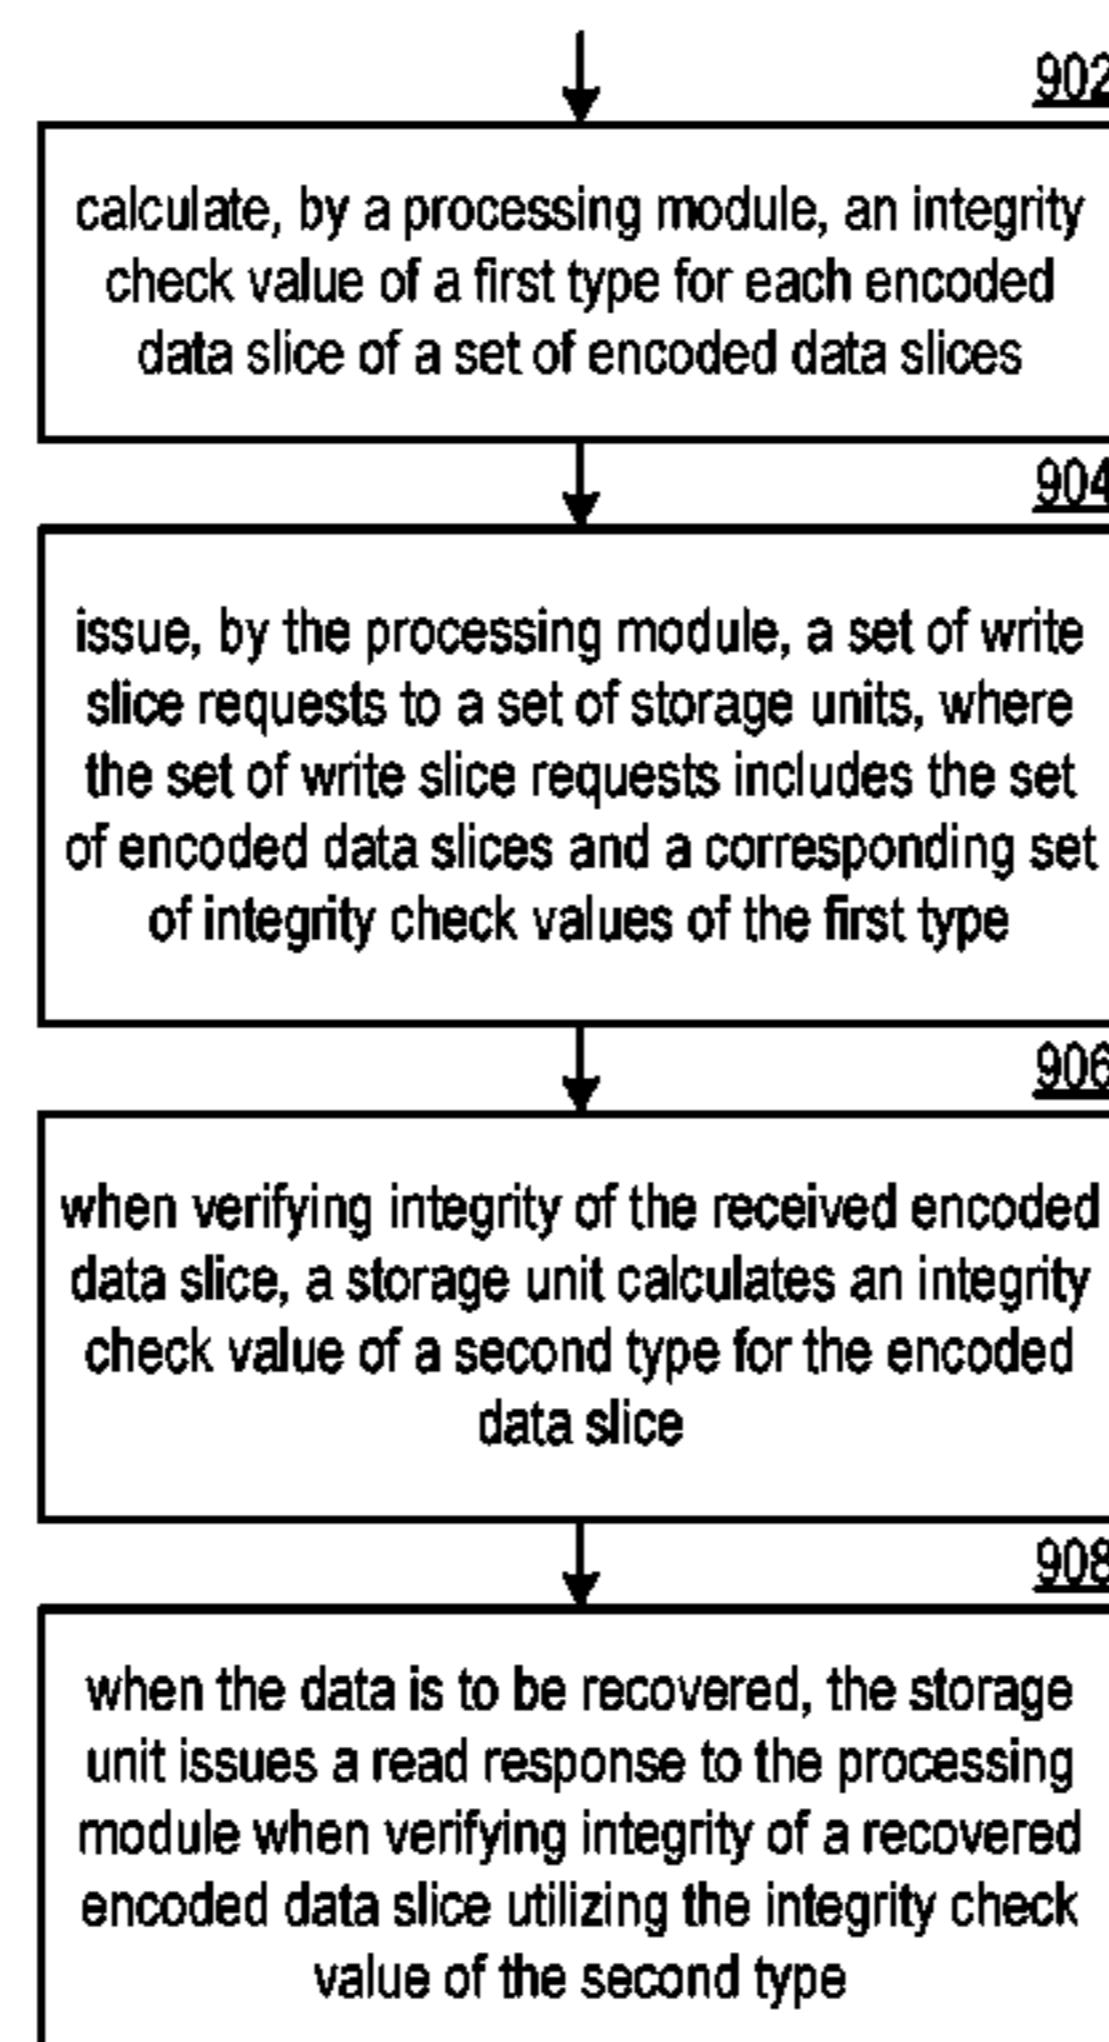 902
calculate, by a processing module, an integrity
check value of a first type for each encoded
data slice of a set of encoded data slices
904
issue, by the processing module, a set of write
slice requests to a set of storage units, where
the set of write slice requests includes the set
of encoded data slices and a corresponding set
of integrity check values of the first type
906
when verifying integrity of the received encoded
data slice, a storage unit calculates an integrity
check value of a second type for the encoded
data slice
908
when the data is to be recovered, the storage
unit issues a read response to the processing
module when verifying integrity of a recovered
encoded data slice utilizing the integrity check
value of the second type